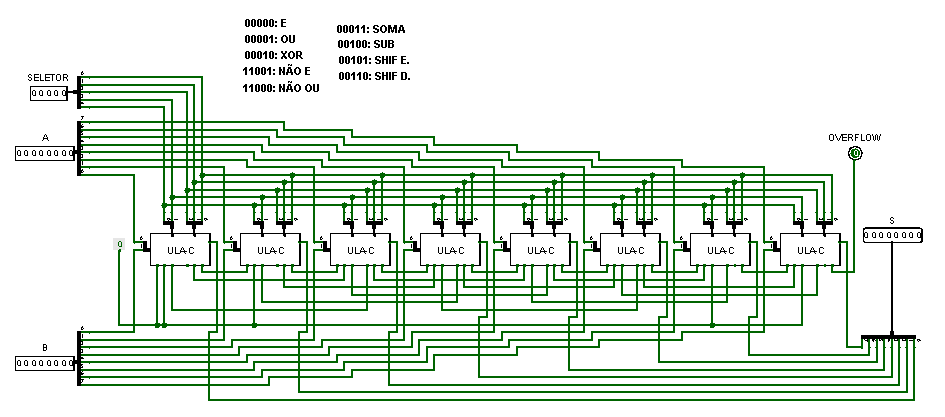 00000: E
00001: OU
00010: XOR
11001: NÃO E
11000: NÃO OU
00011: SOMA
00100: SUB
00101: SHIF E.
00110: SHIF D.
SELETOR
00000
A
00000000
OVERFLOW
0
S
00000000
0
ULA-C ULA-C ULA-C ULA-C ULA-C ULA-C ULA-C ULA-C
B
00000000